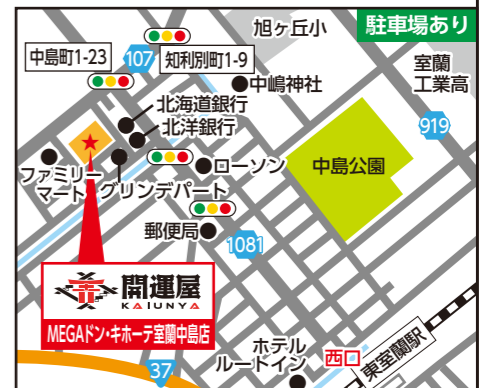 駐車場あり
旭ヶ丘小
中島町1-23
107
知利別町1-9
室蘭
工業高
中嶋神社
北海道銀行
北洋銀行
919
ファミリー
マート
グリンデパート
ローソン
中島公園
郵便局
1081
開運屋
KAIUNYA
MEGAドン・キホーテ室蘭中島店
ホテル
ルートイン
西口
東室蘭駅
37